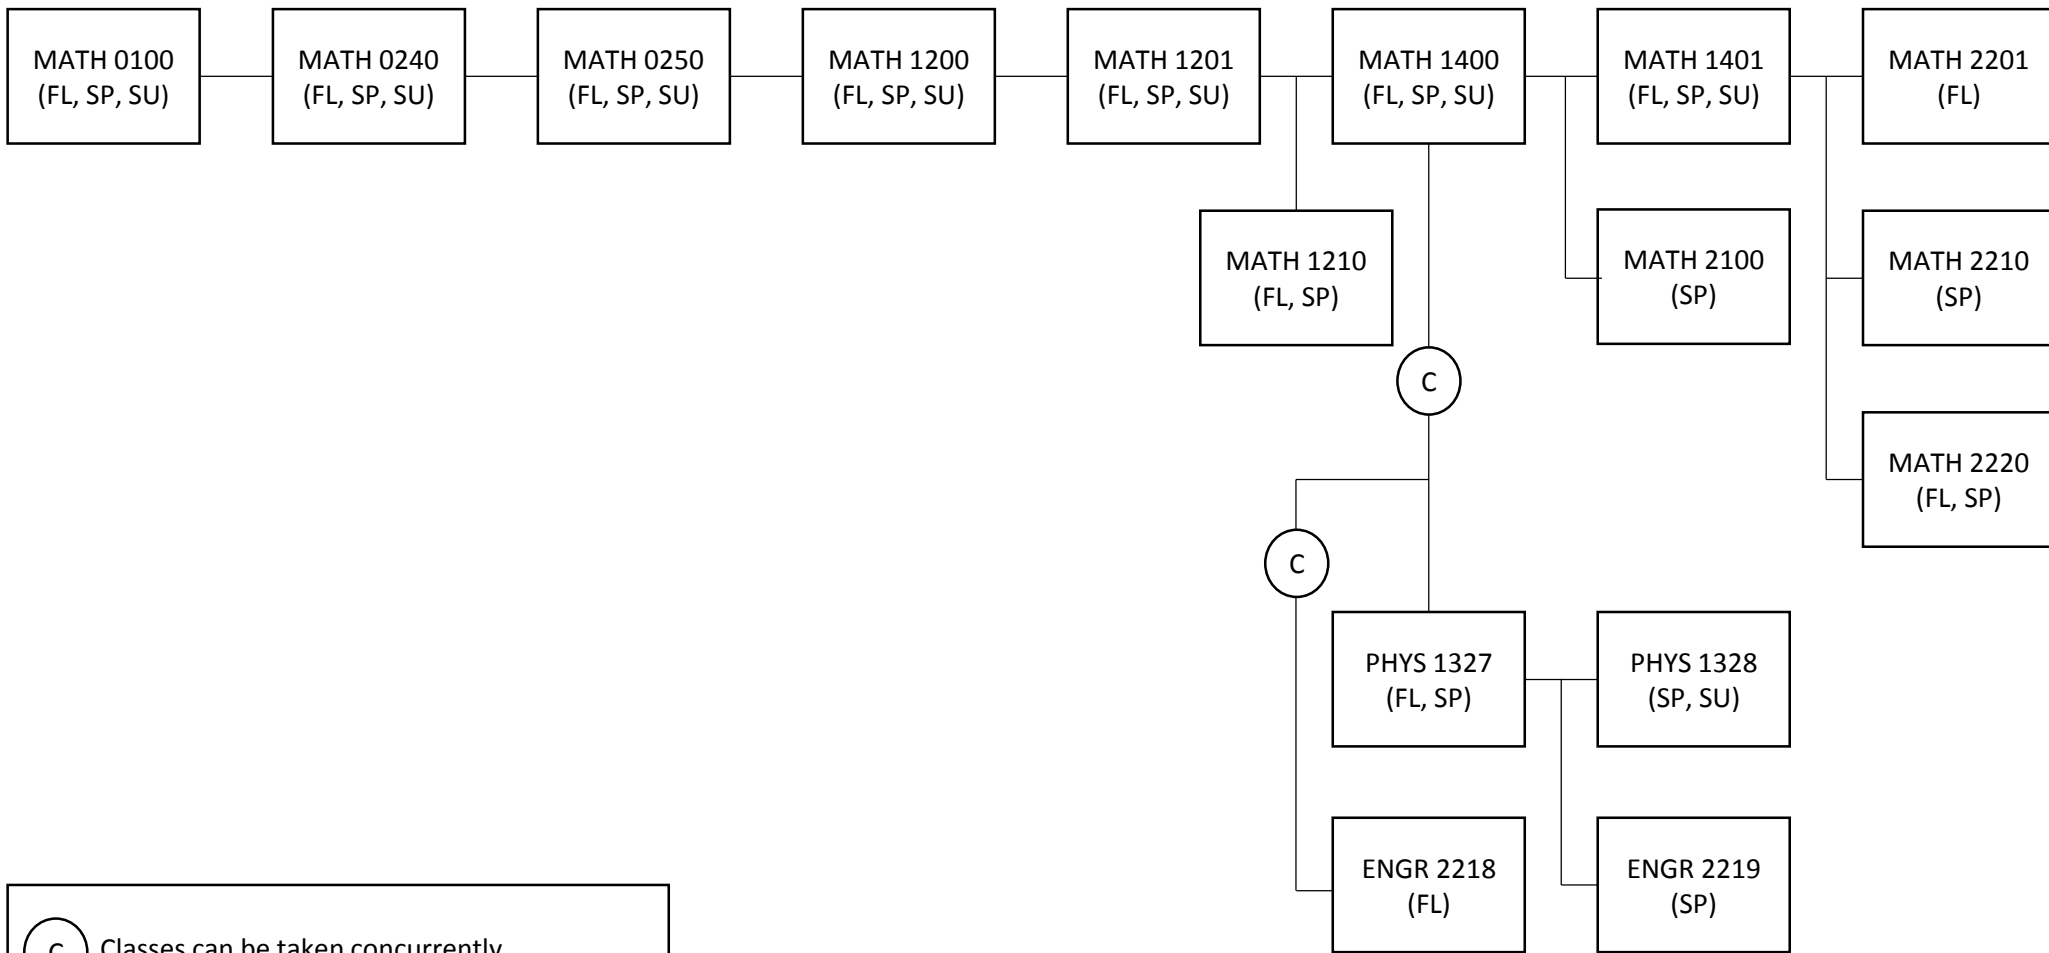 MATH 0100
(FL, SP, SU)
MATH 0240
(FL, SP, SU)
MATH 0250
(FL, SP, SU)
MATH 1200
(FL, SP, SU)
MATH 1201
(FL, SP, SU)
MATH 1400
(FL, SP, SU)
MATH 1401
(FL, SP, SU)
MATH 2201
(FL)
MATH 1210
(FL, SP)
MATH 2100
(SP)
MATH 2210
(SP)
C
MATH 2220
(FL, SP)
C
PHYS 1327
(FL, SP)
PHYS 1328
(SP, SU)
ENGR 2218
(FL)
ENGR 2219
(SP)
C Classes can be taken concurrently